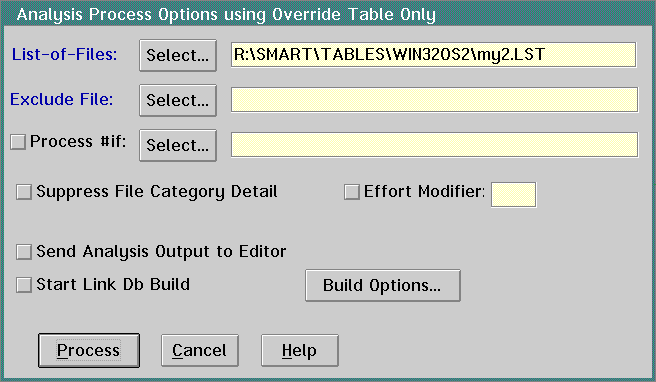 Analysis Process Options using Override Table Only
List-of-Files: Select... R:\SMART\TABLES\WIN32OS2\my2.LST
Exclude File: Select...
Process #if: Select...
Suppress File Category Detail Effort Modifier:
Send Analysis Output to Editor
Start Link Db Build Build Options...
Process Cancel Help